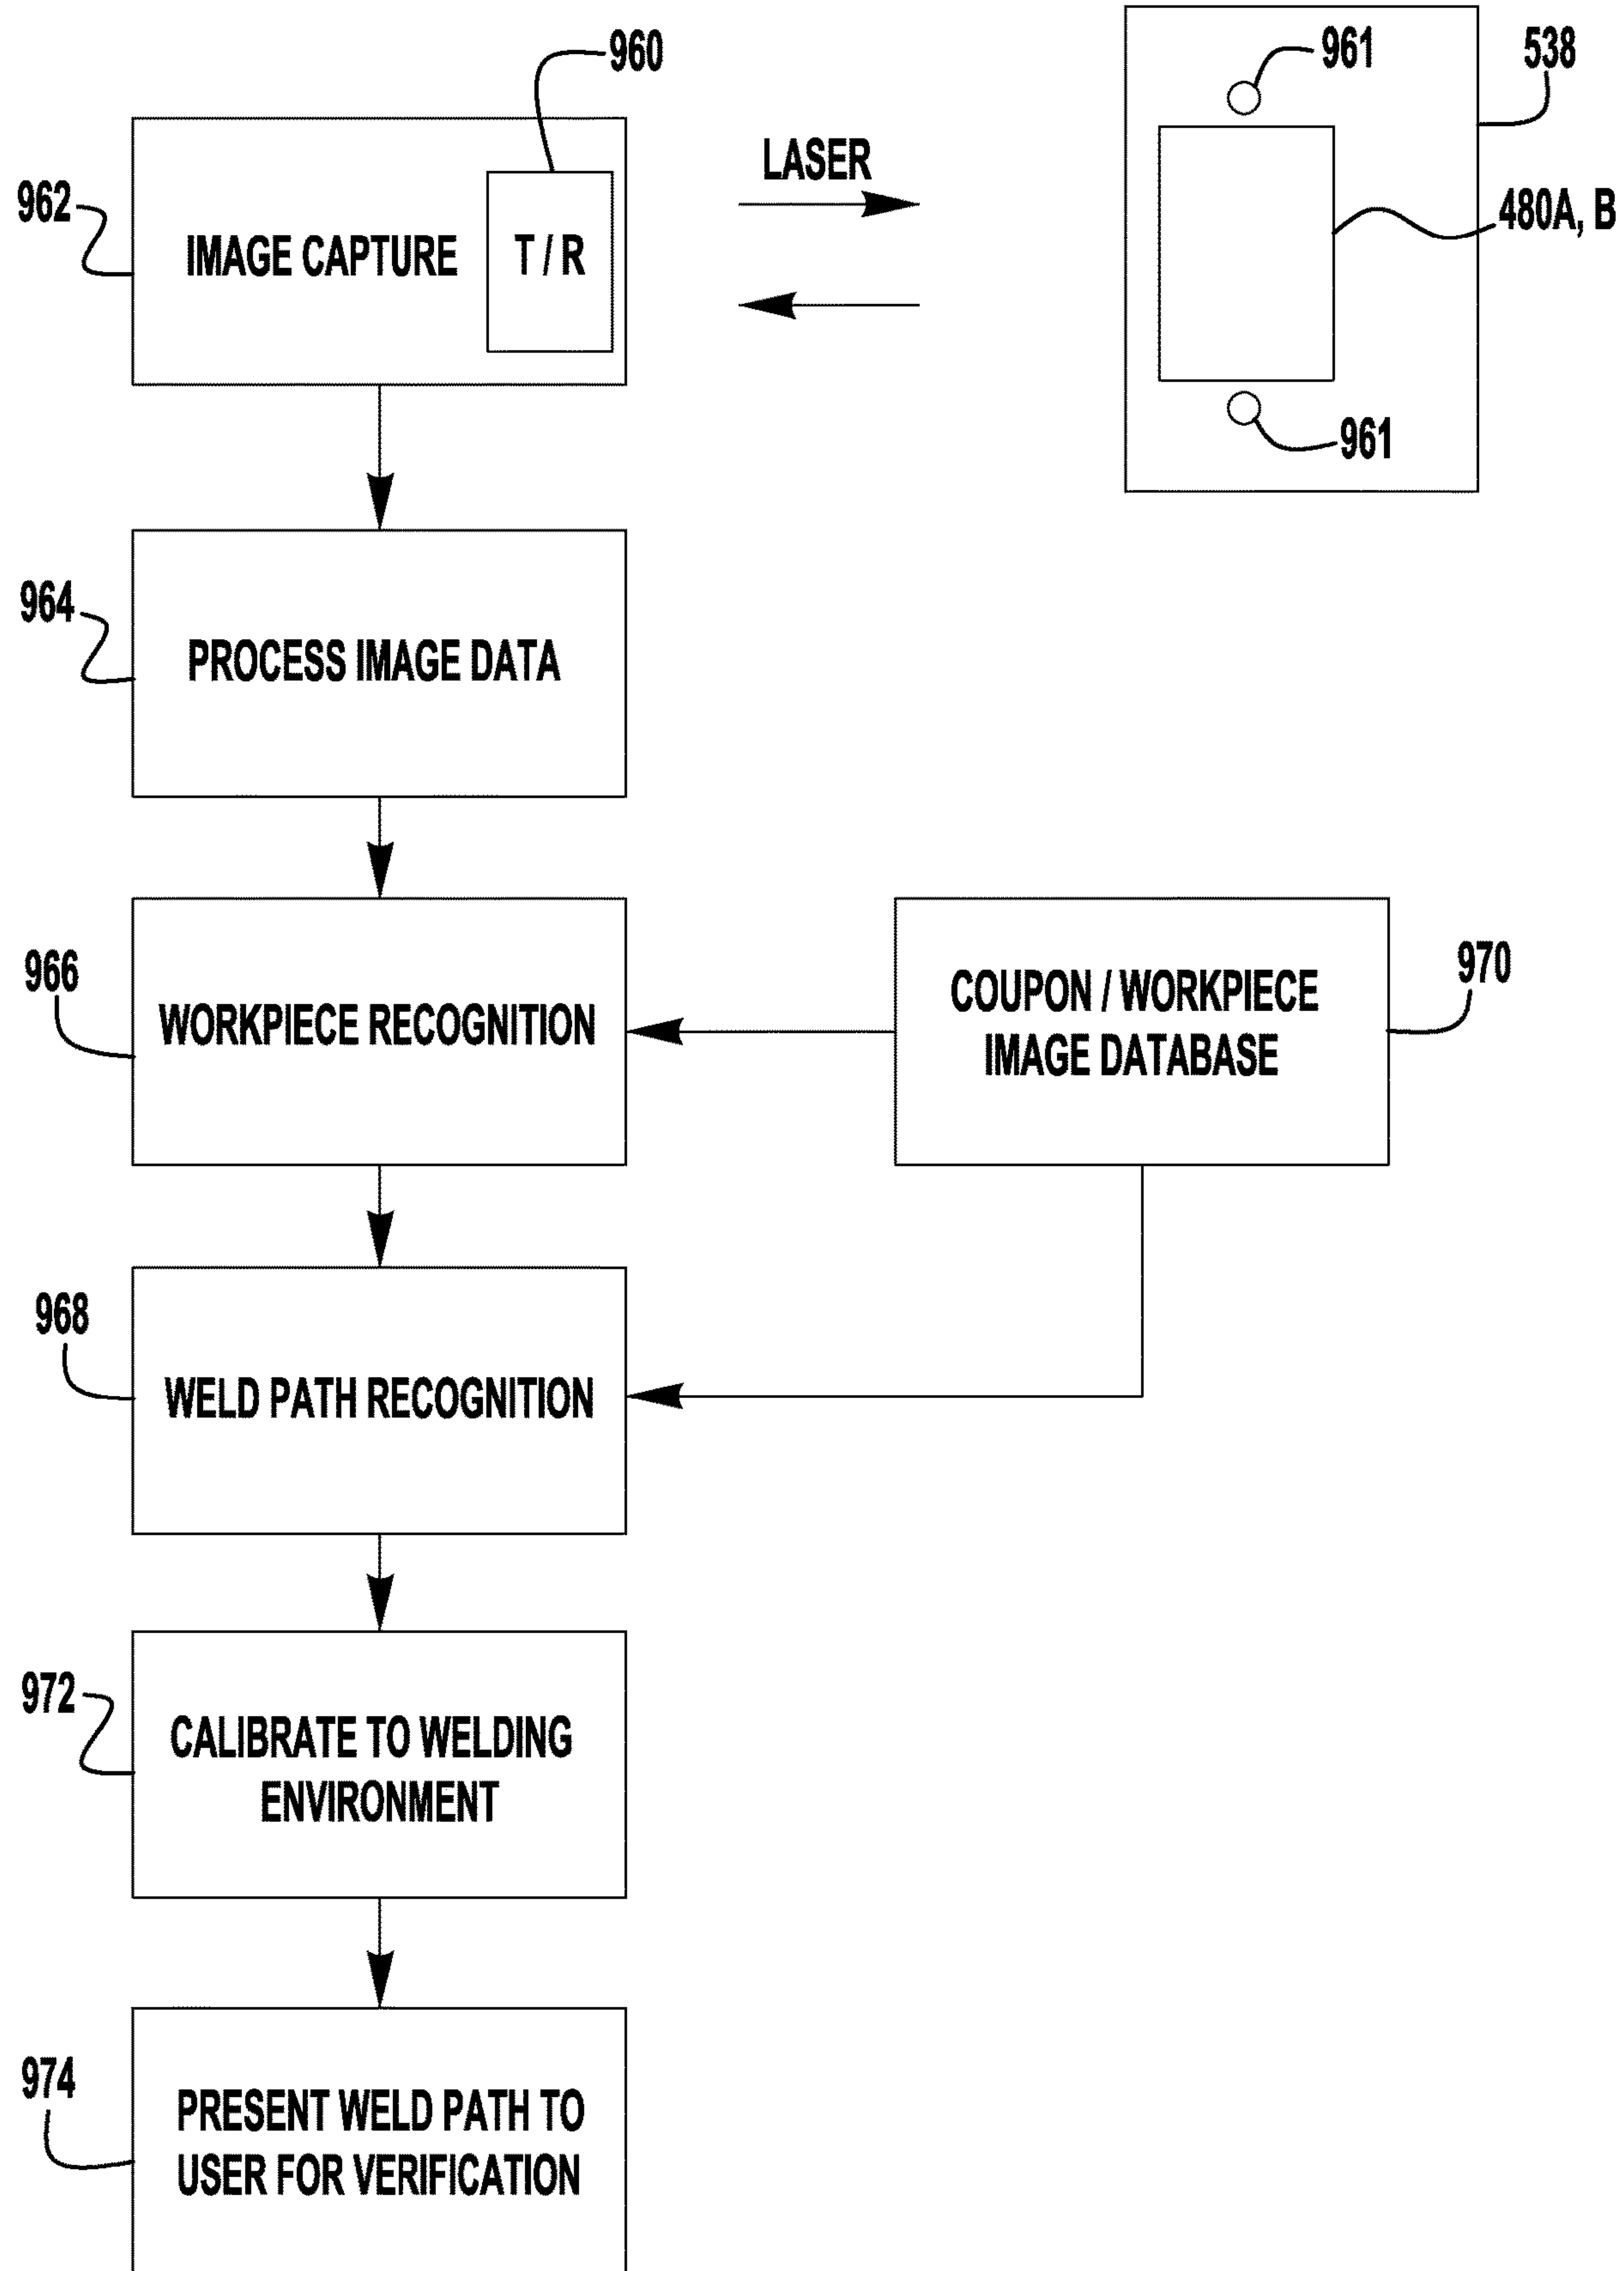 960
961
538
962
IMAGE CAPTURE
T / R
LASER
480A, B
961
964
PROCESS IMAGE DATA
966
WORKPIECE RECOGNITION
COUPON / WORKPIECE
IMAGE DATABASE
970
968
WELD PATH RECOGNITION
972
CALIBRATE TO WELDING
ENVIRONMENT
974
PRESENT WELD PATH TO
USER FOR VERIFICATION